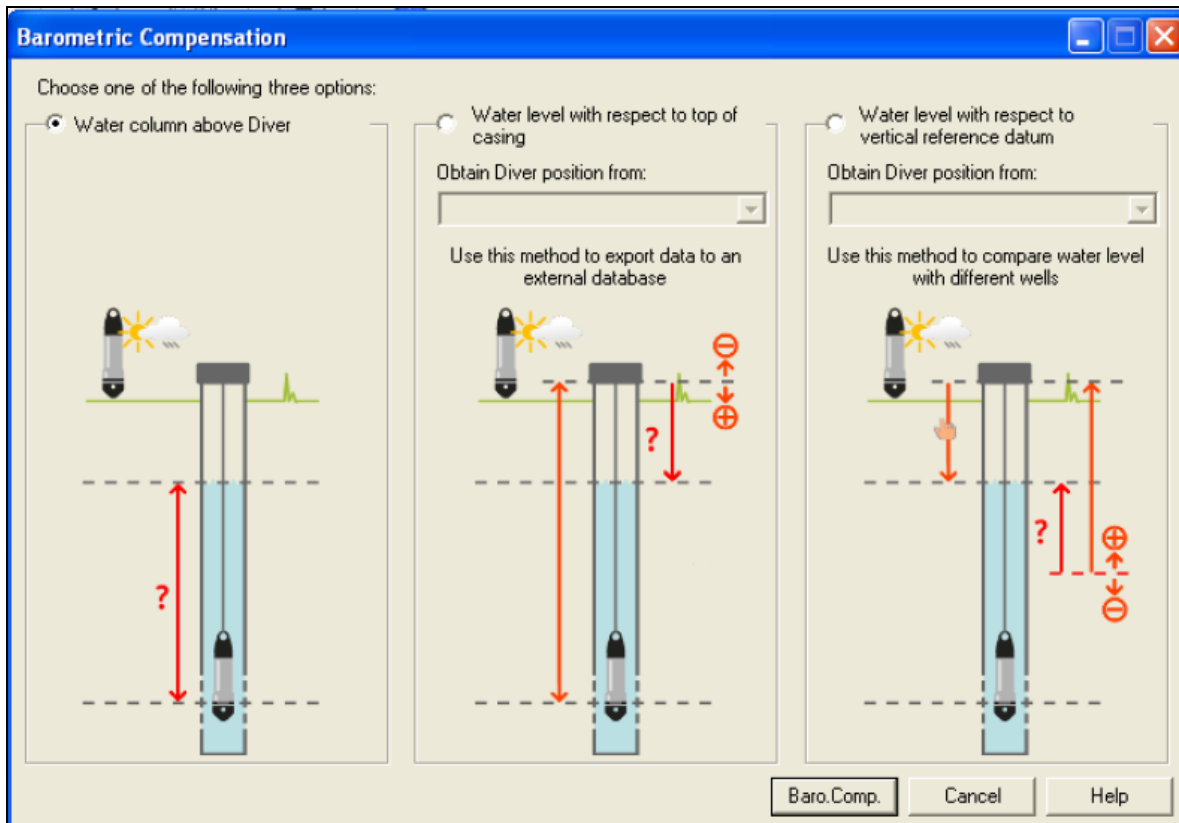 Barometric Compensation
Choose one of the following three options:
Water column above Diver
Water level with respect to top of
casing
Obtain Diver position from:
Use this method to export data to an
external database
Water level with respect to
vertical reference datum
Obtain Diver position from:
Use this method to compare water level
with different wells
?
?
?
Baro.Comp.
Cancel
Help